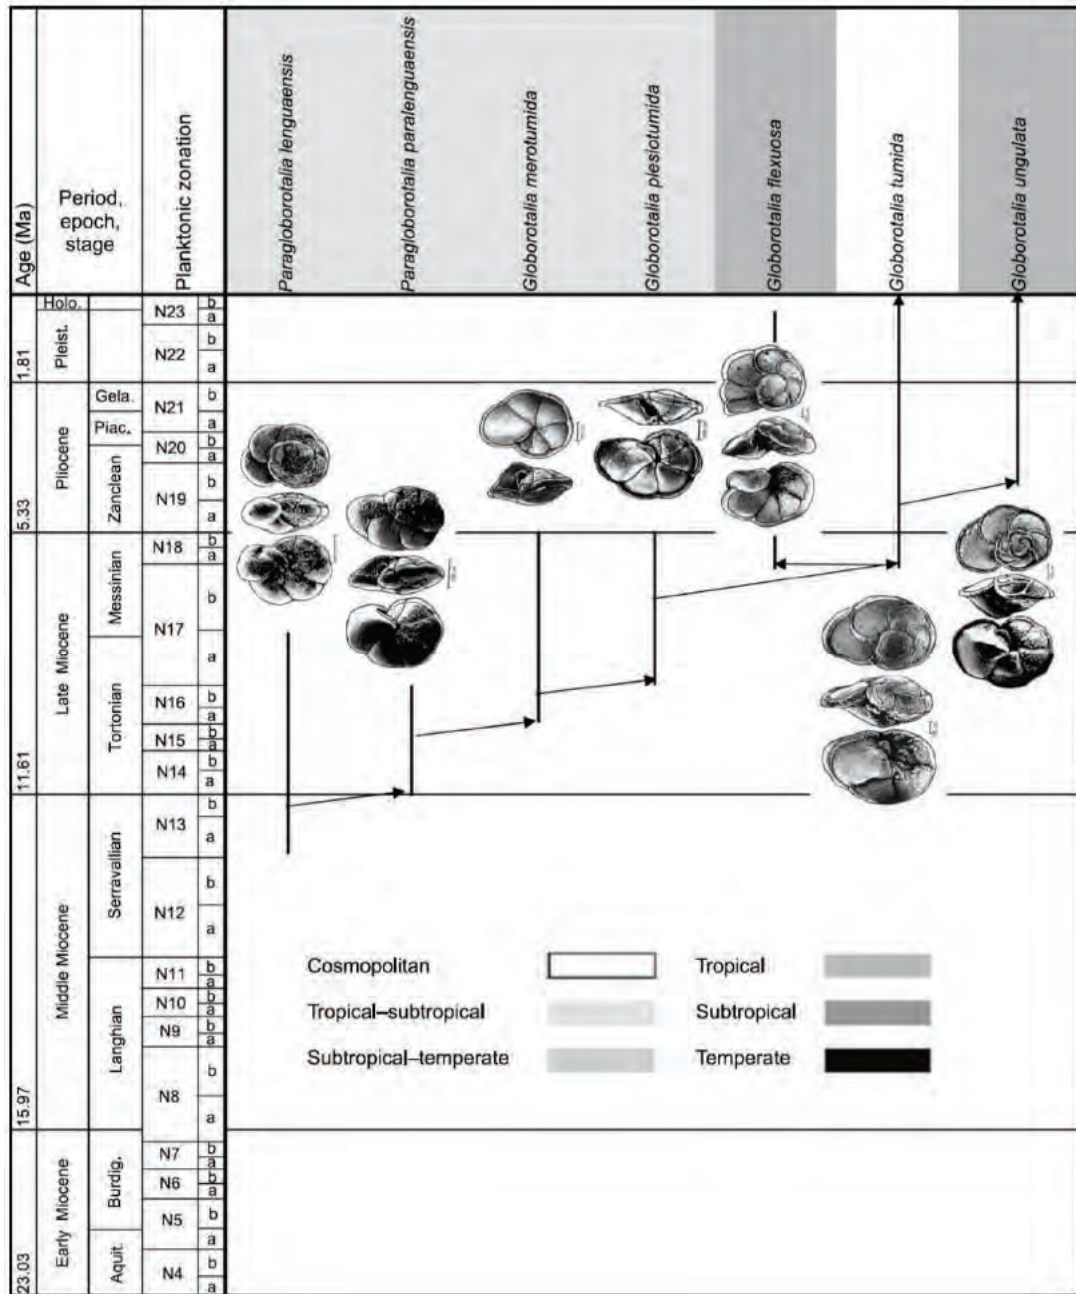 Age (Ma)
Period,
epoch,
stage
Planktonic zonation
Paragloborotalia lenguaensis
Paragloborotalia paralenguaensis
Globorotalia merotumida
Globorotalia plesiotumida
Globorotalia flexuosa
Globorotalia tumida
Globorotalia ungulata
1.81
5.33
11.61
15.97
23.03
Holo.
Pleist.
Pliocene
Late Miocene
Middle Miocene
Early Miocene
Gela.
Piac.
Zanclean
Messinian
Tortonian
Serravallian
Langhian
Burdig.
Aquit.
N23 b
a
N22 b
a
N21 b
a
N20 b
a
N19 b
a
N18 b
a
N17 b
a
N16 b
a
N15 b
a
N14 b
a
N13 b
a
N12 b
a
N11 b
a
N10 b
a
N9 b
a
N8 b
a
N7 b
a
N6 b
a
N5 b
a
N4 b
a
Cosmopolitan
Tropical
Tropical–subtropical
Subtropical
Subtropical–temperate
Temperate